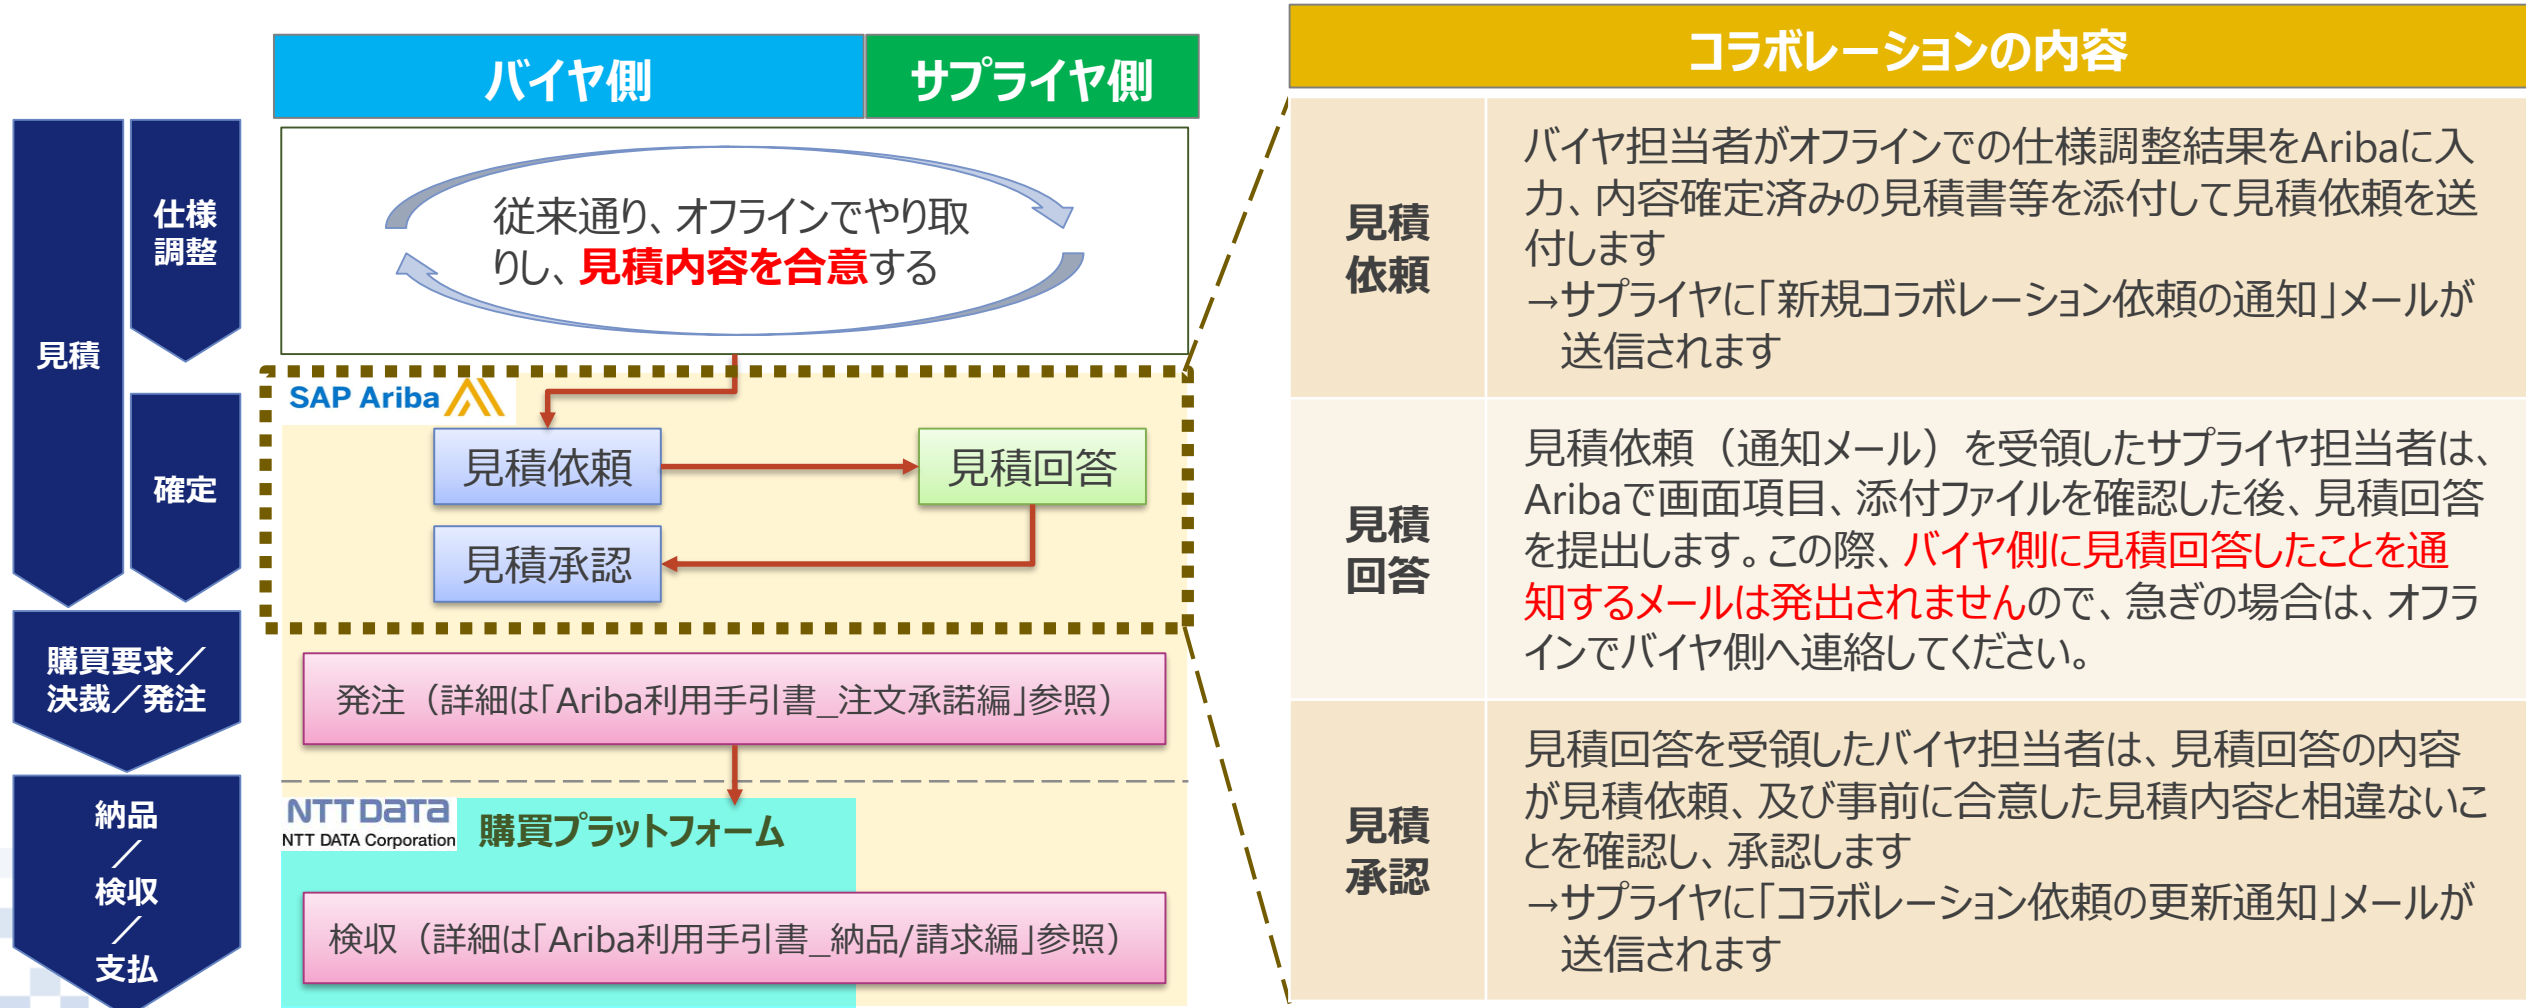 バイヤ側
サプライヤ側
見積
仕様
調整
確定
購買要求／
決裁／発注
納品
／
検収
／
支払
従来通り、オフラインでやり取
りし、見積内容を合意する
SAP Ariba
見積依頼
見積回答
見積承認
発注（詳細は「Ariba利用手引書_注文承諾編」参照）
NTT DATA
NTT DATA Corporation
購買プラットフォーム
検収（詳細は「Ariba利用手引書_納品/請求編」参照）
コラボレーションの内容
見積
依頼
バイヤ担当者がオフラインでの仕様調整結果をAribaに入
力、内容確定済みの見積書等を添付して見積依頼を送
付します
→サプライヤに「新規コラボレーション依頼の通知」メールが
送信されます
見積
回答
見積依頼（通知メール）を受領したサプライヤ担当者は、
Aribaで画面項目、添付ファイルを確認した後、見積回答
を提出します。この際、バイヤ側に見積回答したことを通
知するメールは発出されませんので、急ぎの場合は、オフラ
インでバイヤ側へ連絡してください。
見積
承認
見積回答を受領したバイヤ担当者は、見積回答の内容
が見積依頼、及び事前に合意した見積内容と相違ないこ
とを確認し、承認します
→サプライヤに「コラボレーション依頼の更新通知」メールが
送信されます